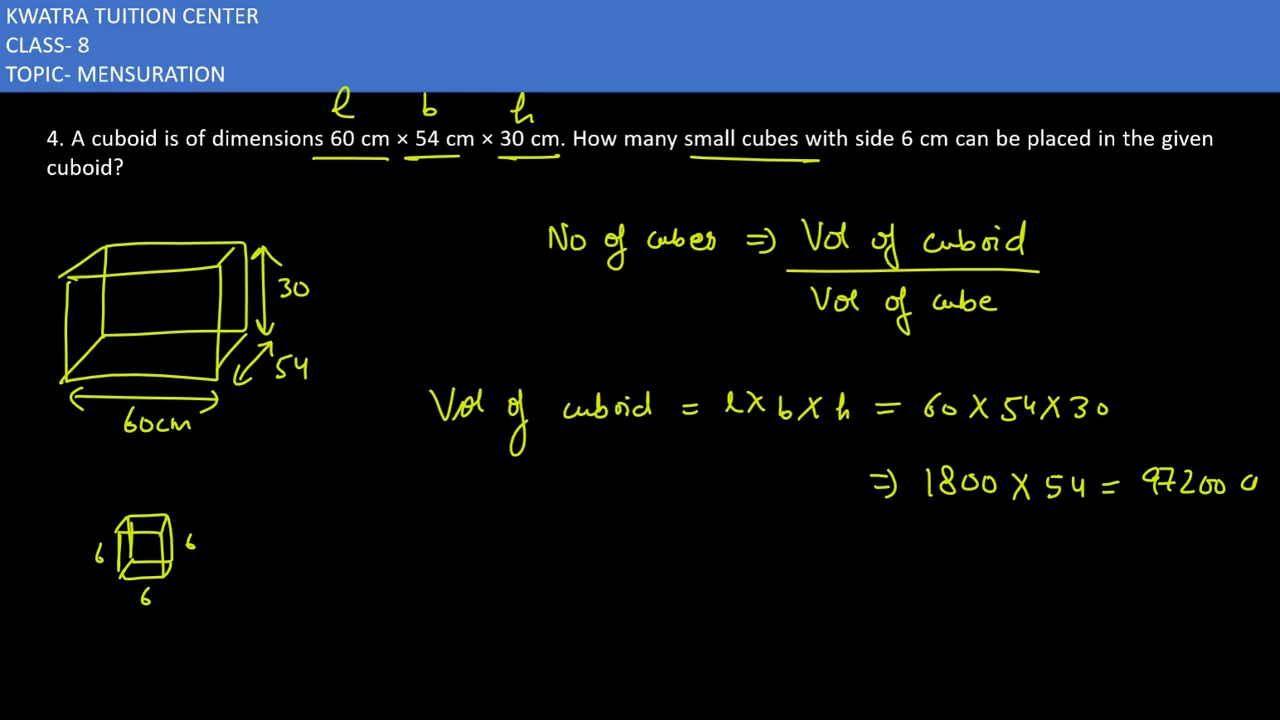 KWATRA TUITION CENTER
CLASS- 8
TOPIC- MENSURATION
l b h
4. A cuboid is of dimensions 60 cm × 54 cm × 30 cm. How many small cubes with side 6 cm can be placed in the given
cuboid?
No of cubes ⇒ Vol of cuboid
Vol of cube
30
54
60cm
Vol of cuboid = l × b × h = 60 × 54 × 30
⇒ 1800 × 54 = 97200
6 6
6